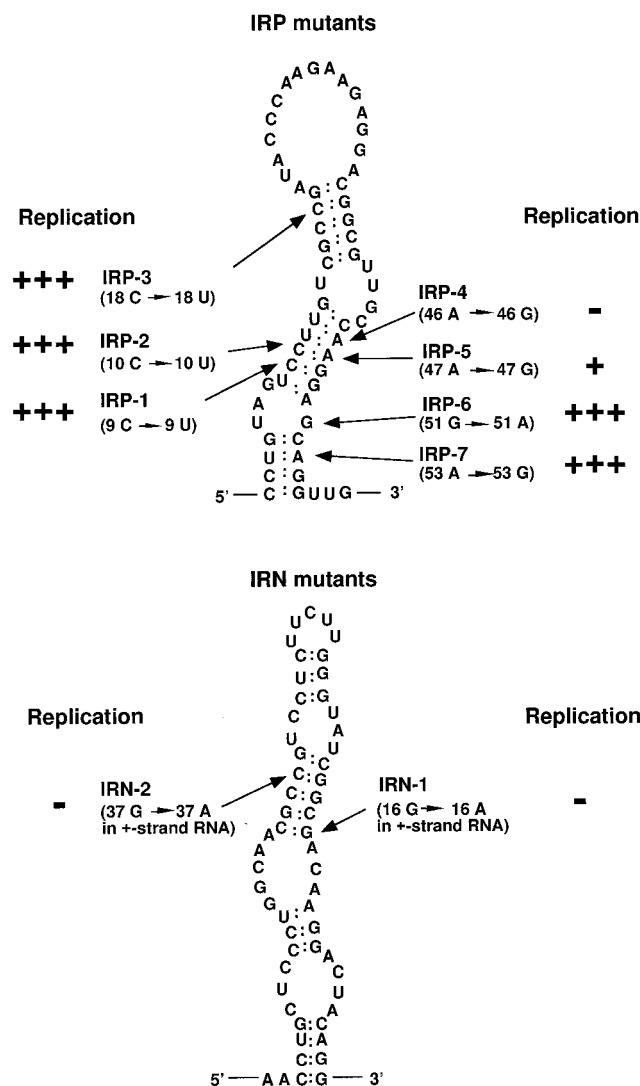 IRP mutants
5'—CCUGUAGUCCUUGUCGCCGAUACCCAAGAAGAGGACGGCGUUGCCAAGGAGCAGGUUG—3'
Replication
+++ IRP-3
(18 C → 18 U)
+++ IRP-2
(10 C → 10 U)
+++ IRP-1
(9 C → 9 U)
Replication
IRP-4 -
(46 A → 46 G)
IRP-5 +
(47 A → 47 G)
IRP-6 +++
(51 G → 51 A)
IRP-7 +++
(53 A → 53 G)
IRN mutants
5'—AACCUGCUCCCUGGCAACGCCGUCCUCUUCUUGGGUAUCGGCGACAAGGACUACAGG—3'
Replication
- IRN-2
(37 G → 37 A
in +-strand RNA)
Replication
IRN-1 -
(16 G → 16 A
in +-strand RNA)